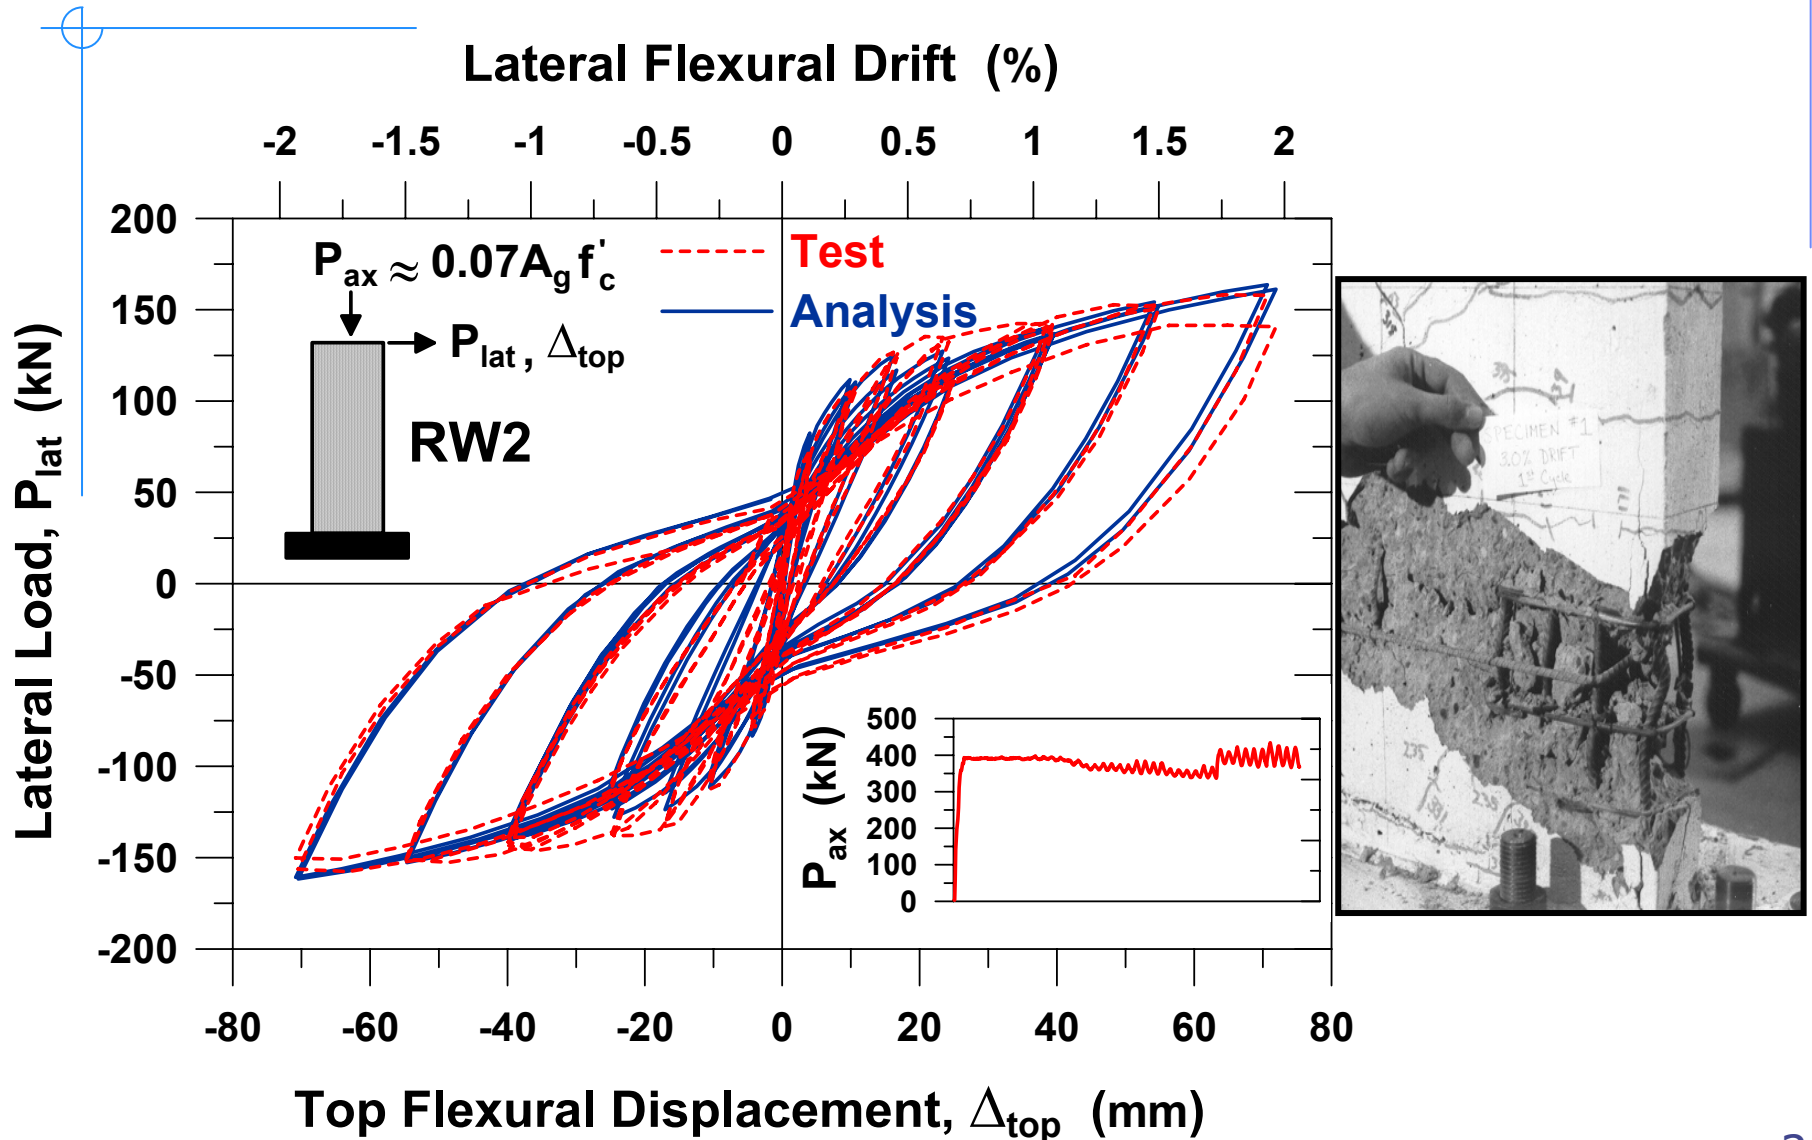 Lateral Flexural Drift (%)
-2 -1.5 -1 -0.5 0 0.5 1 1.5 2
200
150
100
50
0
-50
-100
-150
-200
Lateral Load, Plat (kN)
Pax ≈ 0.07Ag f'c
Plat , Δtop
RW2
Test
Analysis
500
400
300
200
100
0
Pax (kN)
-80 -60 -40 -20 0 20 40 60 80
Top Flexural Displacement, Δtop (mm)
SPECIMEN #1
3.0% DRIFT
1st Cycle